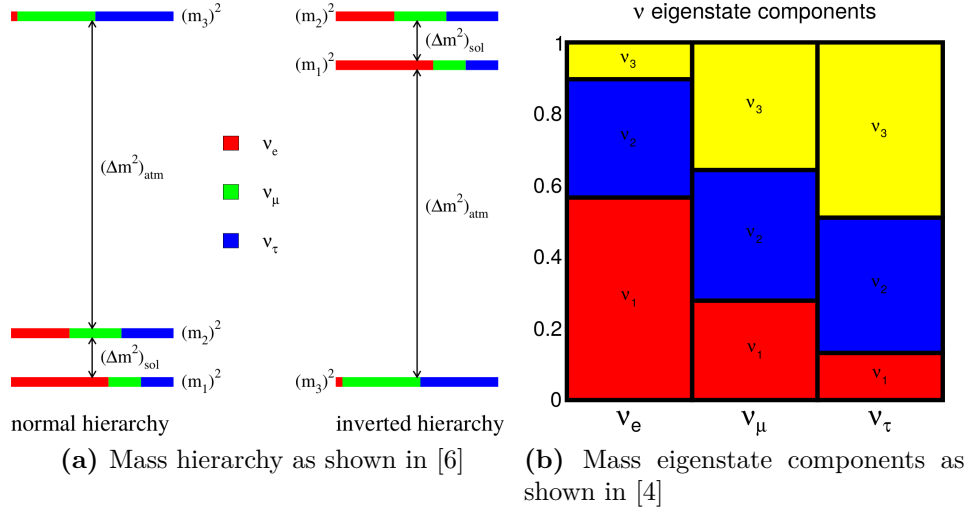 (m₃)²
(Δm²)atm
(m₂)²
(Δm²)sol
(m₁)²
normal hierarchy
νe
νμ
ντ
(m₂)²
(Δm²)sol
(m₁)²
(Δm²)atm
(m₃)²
inverted hierarchy
(a) Mass hierarchy as shown in [6]
ν eigenstate components
1
0.8
0.6
0.4
0.2
0
ν₃
ν₂
ν₁
ν₃
ν₂
ν₁
ν₃
ν₂
ν₁
νe
νμ
ντ
(b) Mass eigenstate components as
shown in [4]